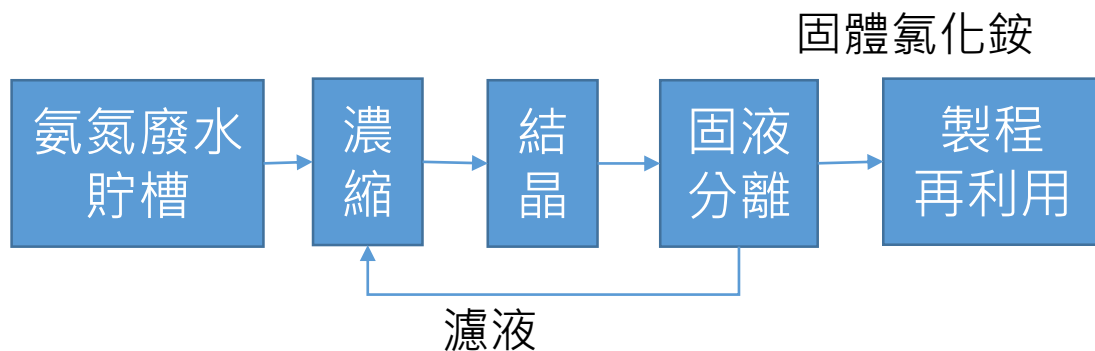 固體氯化銨
氨氮廢水
貯槽
濃
縮
結
晶
固液
分離
製程
再利用
濾液